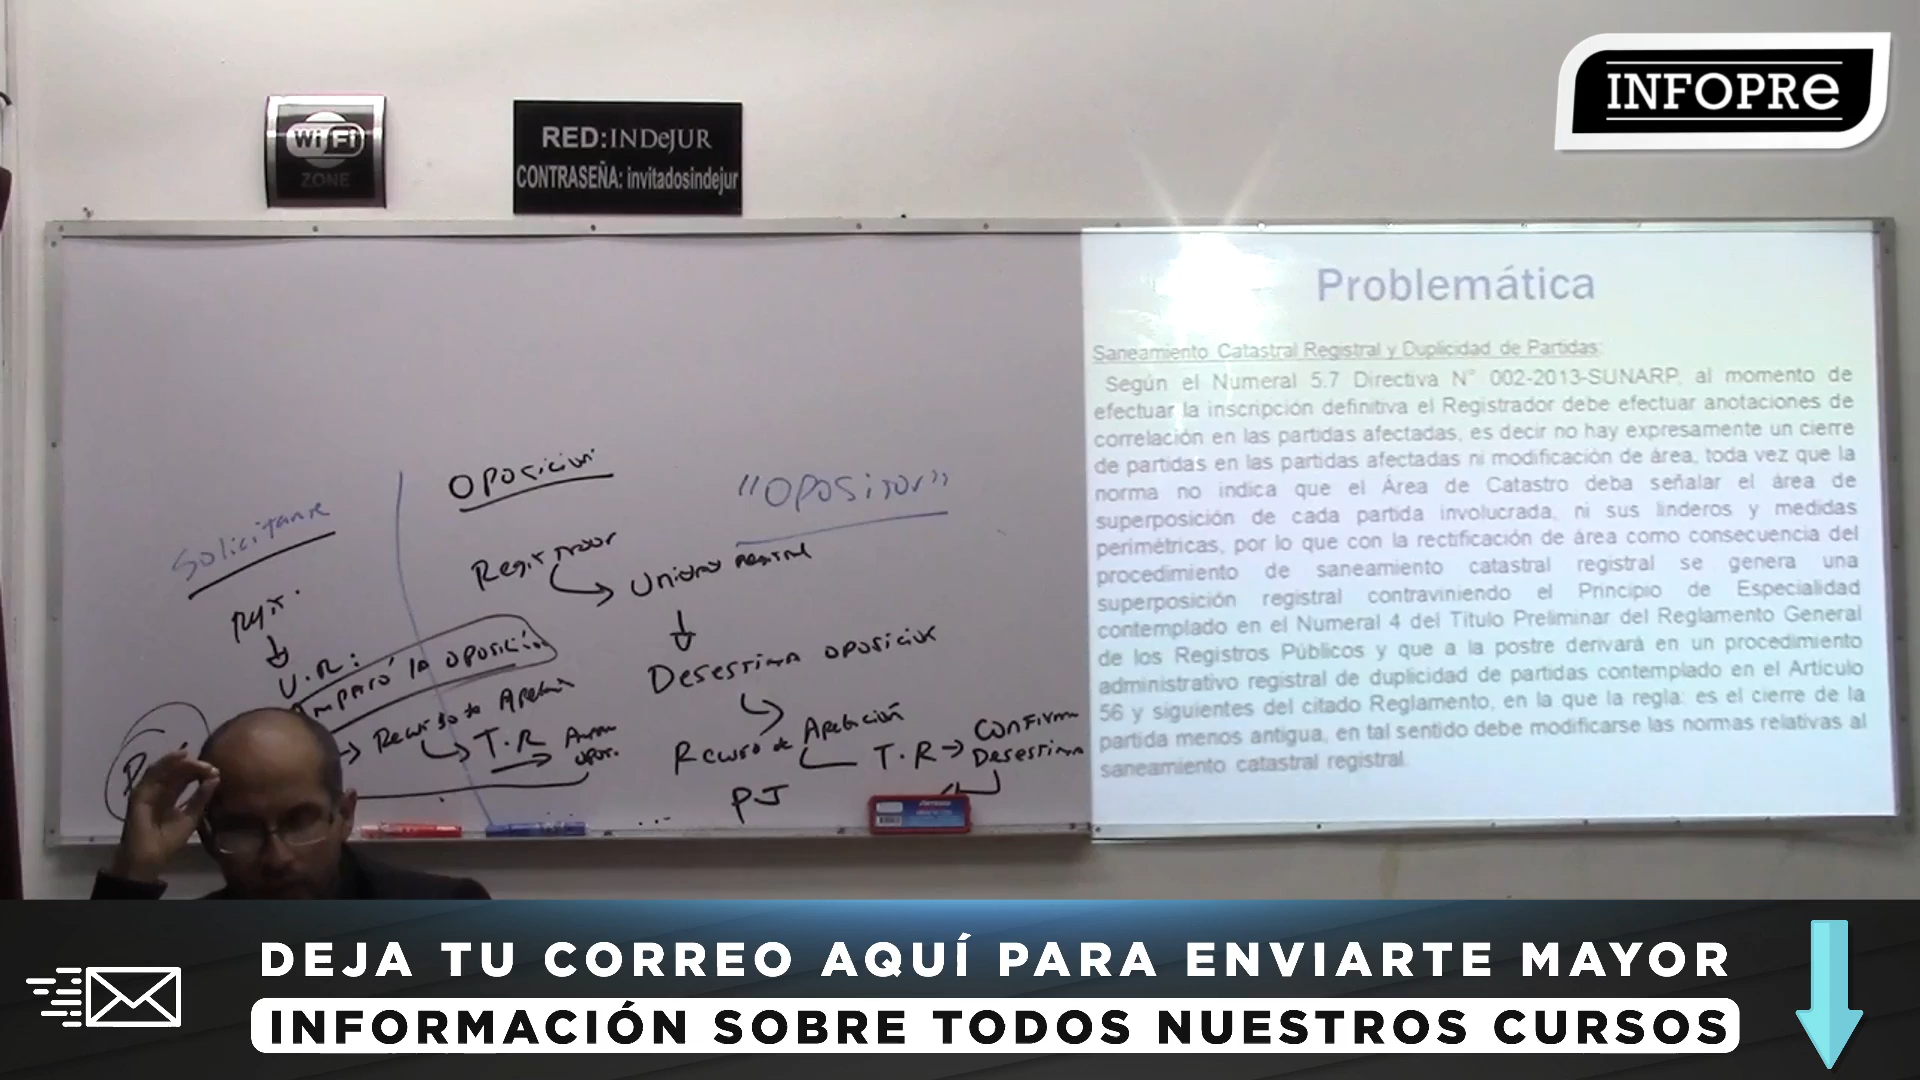 INFOPRe
WiFi
ZONE
RED:INDeJUR
CONTRASEÑA: invitadosindejur
Problemática
Saneamiento Catastral Registral y Duplicidad de Partidas:
Según el Numeral 5.7 Directiva N° 002-2013-SUNARP, al momento de
efectuar la inscripción definitiva el Registrador debe efectuar anotaciones de
correlación en las partidas afectadas, es decir no hay expresamente un cierre
de partidas en las partidas afectadas ni modificación de área, toda vez que la
norma no indica que el Área de Catastro deba señalar el área de
superposición de cada partida involucrada, ni sus linderos y medidas
perimétricas, por lo que con la rectificación de área como consecuencia del
procedimiento de saneamiento catastral registral se genera una
superposición registral contraviniendo el Principio de Especialidad
contemplado en el Numeral 4 del Título Preliminar del Reglamento General
de los Registros Públicos y que a la postre derivará en un procedimiento
administrativo registral de duplicidad de partidas contemplado en el Artículo
56 y siguientes del citado Reglamento, en la que la regla: es el cierre de la
partida menos antigua, en tal sentido debe modificarse las normas relativas al
saneamiento catastral registral.
Solicitante
U.R:
Amparó la oposición
Recurso de Apelación
T.R
Oposición
"Opositor"
Registrador
Unidad Registral
Desestima oposición
Recurso de Apelación
T.R → Confirma
Desestima
PJ
DEJA TU CORREO AQUÍ PARA ENVIARTE MAYOR
INFORMACIÓN SOBRE TODOS NUESTROS CURSOS